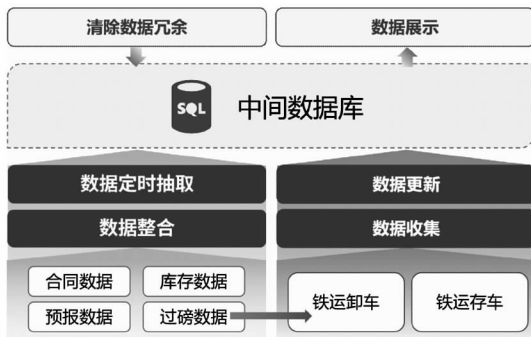 清除数据冗余
数据展示
SQL
中间数据库
数据定时抽取
数据更新
数据整合
数据收集
合同数据
库存数据
铁运卸车
铁运存车
预报数据
过磅数据